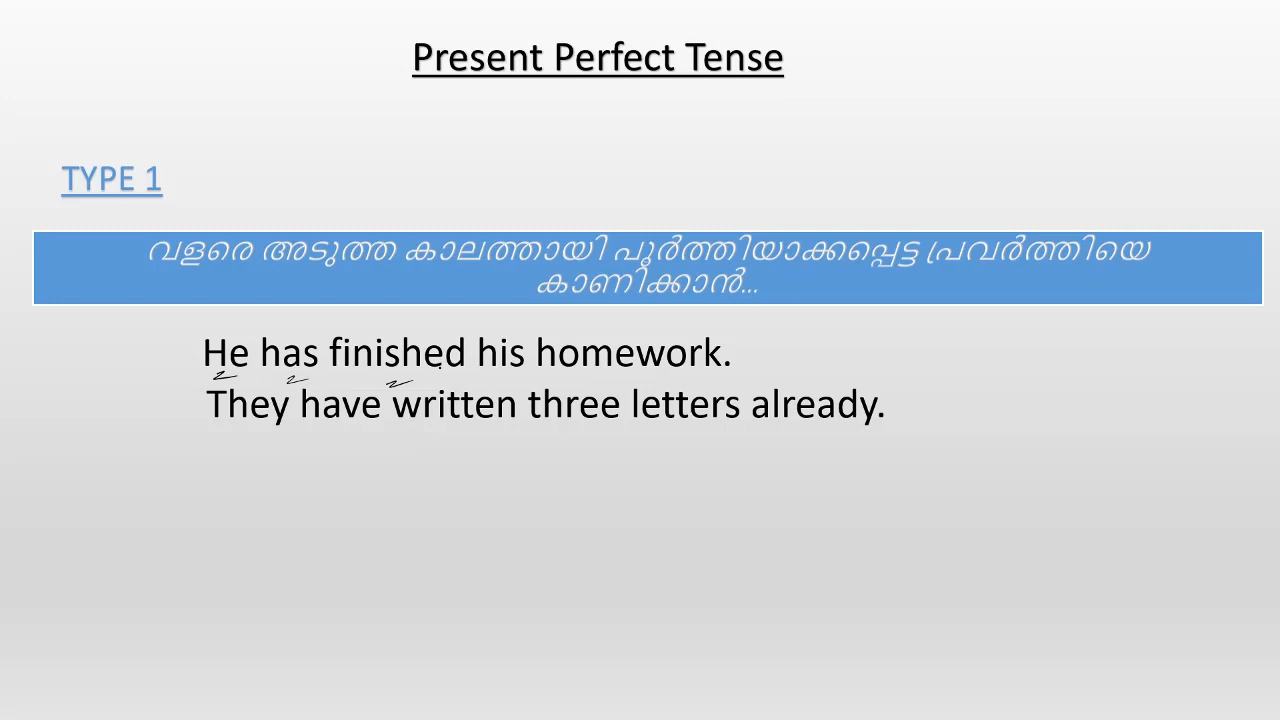 Present Perfect Tense
TYPE 1
വളരെ അടുത്ത കാലത്തായി പൂർത്തിയാക്കപ്പെട്ട പ്രവർത്തിയെ
കാണിക്കാൻ...
He has finished his homework.
They have written three letters already.